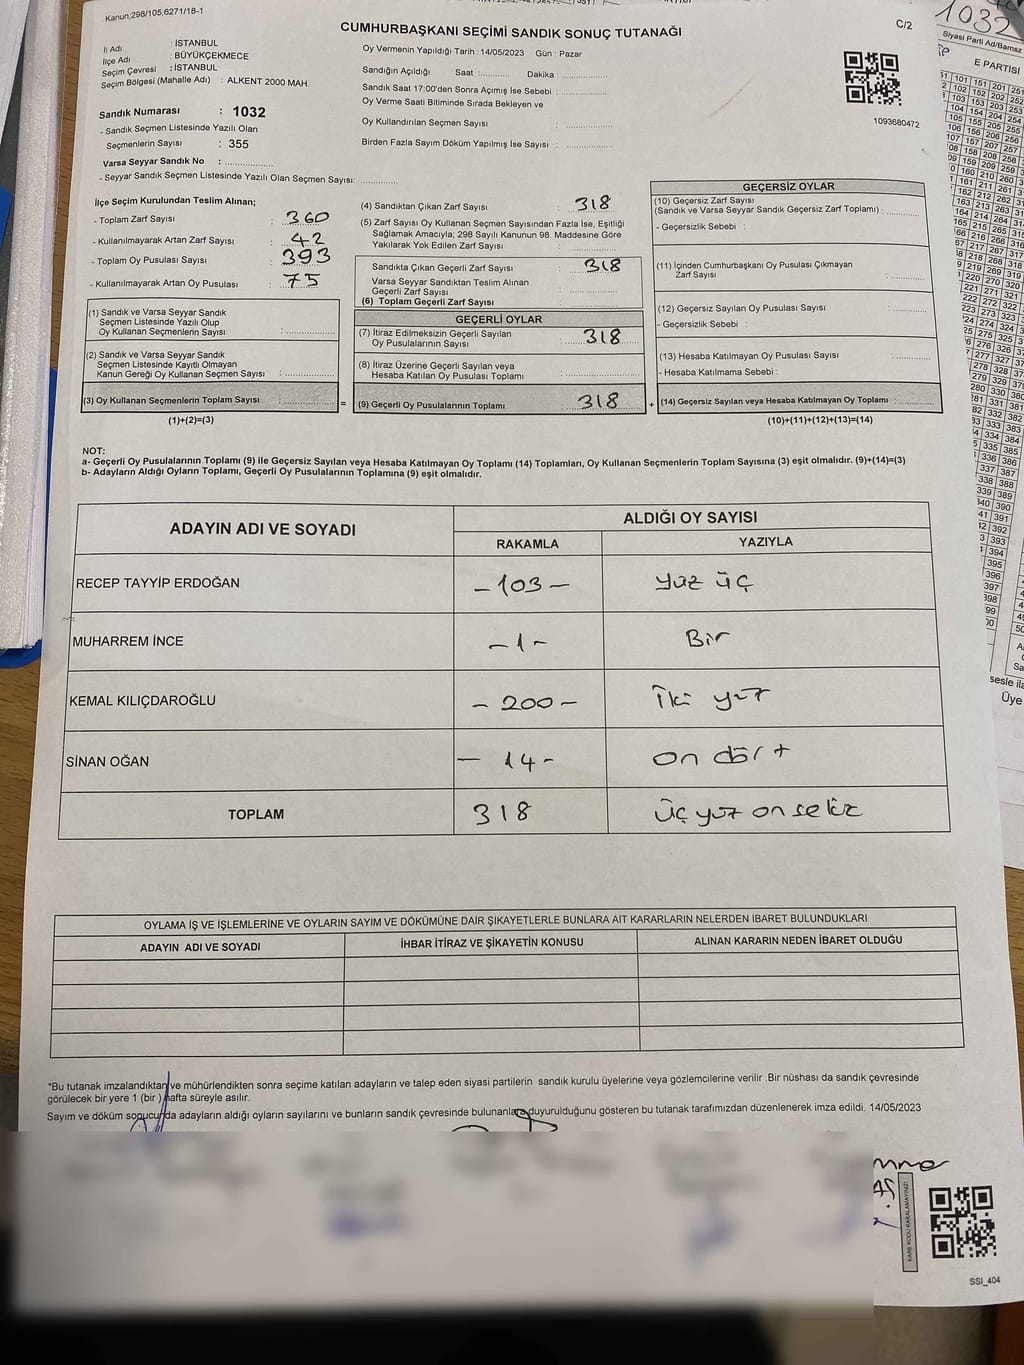 Kanun;298/105,6271/18-1
CUMHURBAŞKANI SEÇİMİ SANDIK SONUÇ TUTANAĞI
C/2
İl Adı : İSTANBUL
İlçe Adı : BÜYÜKÇEKMECE
Seçim Çevresi : İSTANBUL
Seçim Bölgesi (Mahalle Adı) : ALKENT 2000 MAH.
Sandık Numarası : 1032
- Sandık Seçmen Listesinde Yazılı Olan
Seçmenlerin Sayısı : 355
Varsa Seyyar Sandık No :
- Seyyar Sandık Seçmen Listesinde Yazılı Olan Seçmen Sayısı:
Oy Vermenin Yapıldığı Tarih : 14/05/2023 Gün : Pazar
Sandığın Açıldığı Saat : Dakika :
Sandık Saat 17:00'den Sonra Açımış İse Sebebi :
Oy Verme Saati Bitiminde Sırada Bekleyen ve
Oy Kullandırılan Seçmen Sayısı :
Birden Fazla Sayım Döküm Yapılmış İse Sayısı :
1093680472
İlçe Seçim Kurulundan Teslim Alınan;
- Toplam Zarf Sayısı : 360
- Kullanılmayarak Artan Zarf Sayısı : 42
- Toplam Oy Pusulası Sayısı : 393
- Kullanılmayarak Artan Oy Pusulası : 75
(1) Sandık ve Varsa Seyyar Sandık
Seçmen Listesinde Yazılı Olup
Oy Kullanan Seçmenlerin Sayısı :
(2) Sandık ve Varsa Seyyar Sandık
Seçmen Listesinde Kayıtlı Olmayan
Kanun Gereği Oy Kullanan Seçmen Sayısı :
(3) Oy Kullanan Seçmenlerin Toplam Sayısı :
(1)+(2)=(3)
(4) Sandıktan Çıkan Zarf Sayısı : 318
(5) Zarf Sayısı Oy Kullanan Seçmen Sayısından Fazla İse, Eşitliği
Sağlamak Amacıyla; 298 Sayılı Kanunun 98. Maddesine Göre
Yakılarak Yok Edilen Zarf Sayısı :
Sandıkta Çıkan Geçerli Zarf Sayısı : 318
Varsa Seyyar Sandıktan Teslim Alınan
Geçerli Zarf Sayısı :
(6) Toplam Geçerli Zarf Sayısı :
GEÇERLİ OYLAR
(7) İtiraz Edilmeksizin Geçerli Sayılan
Oy Pusulalarının Sayısı : 318
(8) İtiraz Üzerine Geçerli Sayılan veya
Hesaba Katılan Oy Pusulası Toplamı :
= (9) Geçerli Oy Pusulalarının Toplamı : 318
GEÇERSİZ OYLAR
(10) Geçersiz Zarf Sayısı
(Sandık ve Varsa Seyyar Sandık Geçersiz Zarf Toplamı) :
- Geçersizlik Sebebi :
(11) İçinden Cumhurbaşkanı Oy Pusulası Çıkmayan
Zarf Sayısı :
(12) Geçersiz Sayılan Oy Pusulası Sayısı :
- Geçersizlik Sebebi :
(13) Hesaba Katılmayan Oy Pusulası Sayısı :
- Hesaba Katılmama Sebebi :
+ (14) Geçersiz Sayılan veya Hesaba Katılmayan Oy Toplamı :
(10)+(11)+(12)+(13)=(14)
NOT:
a- Geçerli Oy Pusulalarının Toplamı (9) ile Geçersiz Sayılan veya Hesaba Katılmayan Oy Toplamı (14) Toplamları, Oy Kullanan Seçmenlerin Toplam Sayısına (3) eşit olmalıdır. (9)+(14)=(3)
b- Adayların Aldığı Oyların Toplamı, Geçerli Oy Pusulalarının Toplamına (9) eşit olmalıdır.
ADAYIN ADI VE SOYADI ALDIĞI OY SAYISI
RAKAMLA YAZIYLA
RECEP TAYYİP ERDOĞAN -103- Yüz üç
MUHARREM İNCE -1- Bir
KEMAL KILIÇDAROĞLU -200- İki yüz
SİNAN OĞAN -14- on dört
TOPLAM 318 Üç yüz on sekiz
OYLAMA İŞ VE İŞLEMLERİNE VE OYLARIN SAYIM VE DÖKÜMÜNE DAİR ŞİKAYETLERLE BUNLARA AİT KARARLARIN NELERDEN İBARET BULUNDUKLARI
ADAYIN ADI VE SOYADI İHBAR İTİRAZ VE ŞİKAYETİN KONUSU ALINAN KARARIN NEDEN İBARET OLDUĞU
*Bu tutanak imzalandıktan ve mühürlendikten sonra seçime katılan adayların ve talep eden siyasi partilerin sandık kurulu üyelerine veya gözlemcilerine verilir .Bir nüshası da sandık çevresinde
görülecek bir yere 1 (bir ) hafta süreyle asılır.
Sayım ve döküm sonucunda adayların aldığı oyların sayılarını ve bunların sandık çevresinde bulunanlara duyurulduğunu gösteren bu tutanak tarafımızdan düzenlenerek imza edildi. 14/05/2023
KARE KODU KARALAMAYINIZ!
SSI_404
1032
Siyasi Parti Ad/Bamsz
E PARTİSİ